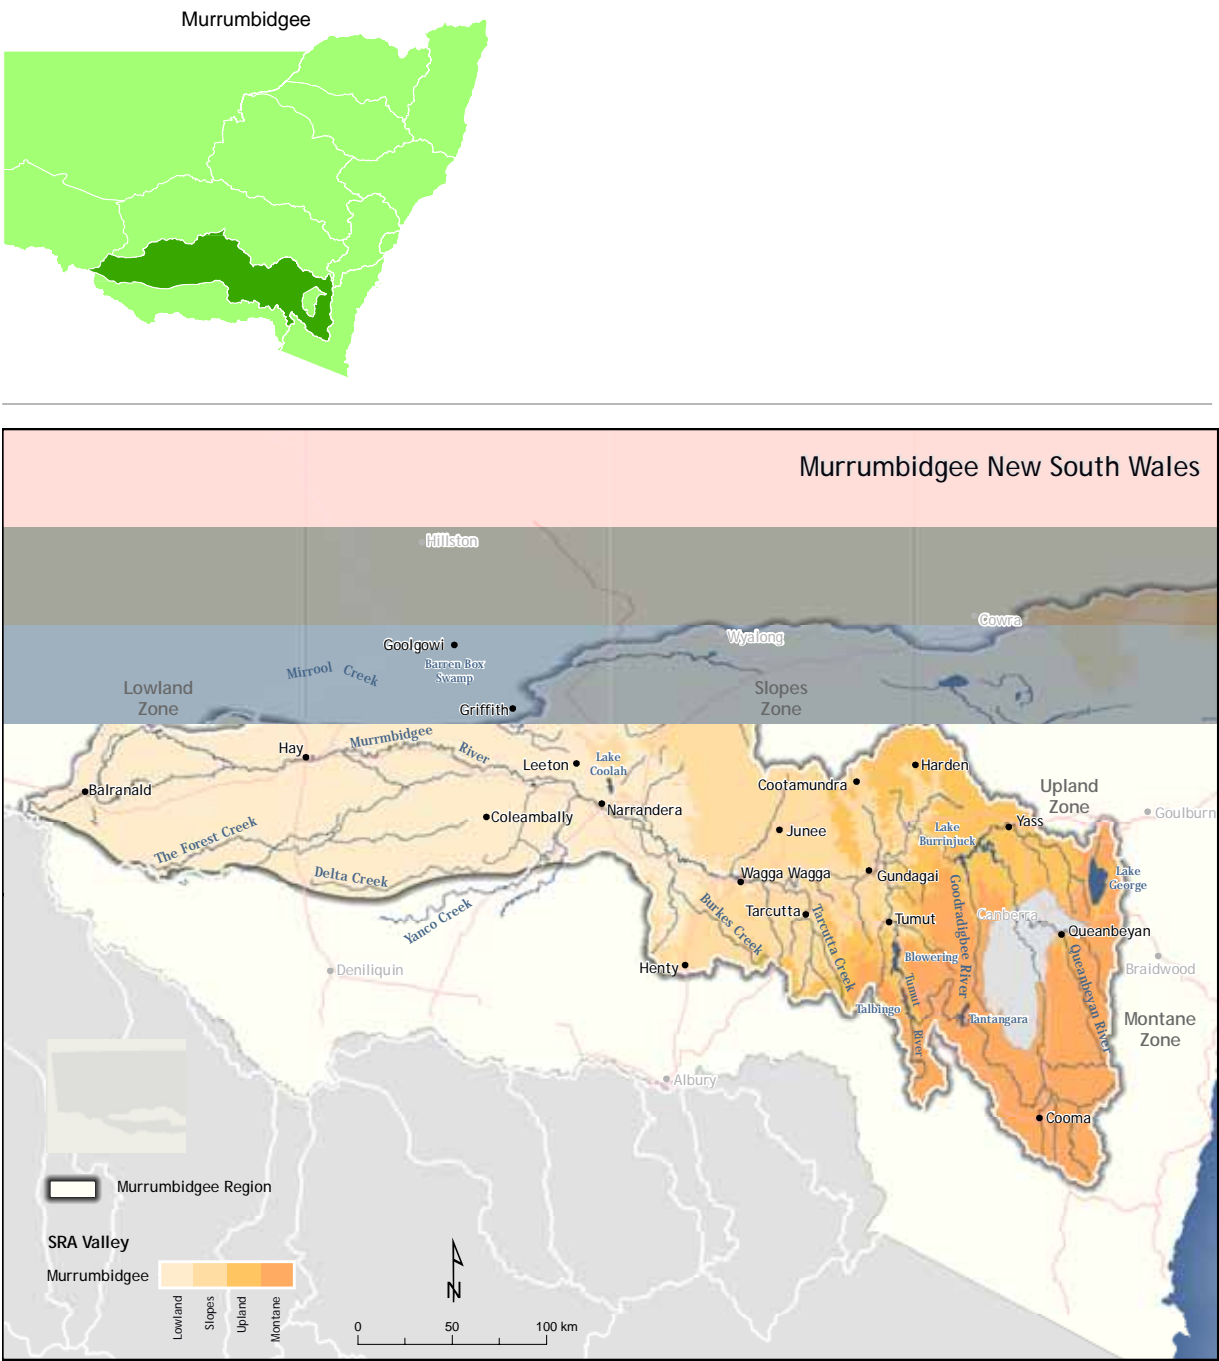 Murrumbidgee
Murrumbidgee New South Wales
Hillston
Cowra
Wyalong
Goolgowi
Barren Box
Swamp
Mirrool Creek
Lowland
Zone
Slopes
Zone
Griffith
Hay
Murrmbidgee
River
Leeton
Lake
Coolah
Harden
Cootamundra
Upland
Zone
Balranald
Narrandera
Coleambally
Goulburn
Yass
Junee
Lake
Burrinjuck
The Forest Creek
Delta Creek
Wagga Wagga
Gundagai
Lake
George
Yanco Creek
Burkes Creek
Tarcutta
Tarcutta Creek
Tumut
Goodradigbee River
Canberra
Queanbeyan
Queanbeyan River
Blowering
Braidwood
Deniliquin
Henty
Tumut
River
Talbingo
Tantangara
Montane
Zone
Albury
Cooma
Murrumbidgee Region
SRA Valley
Murrumbidgee
Lowland
Slopes
Upland
Montane
N
0 50 100 km